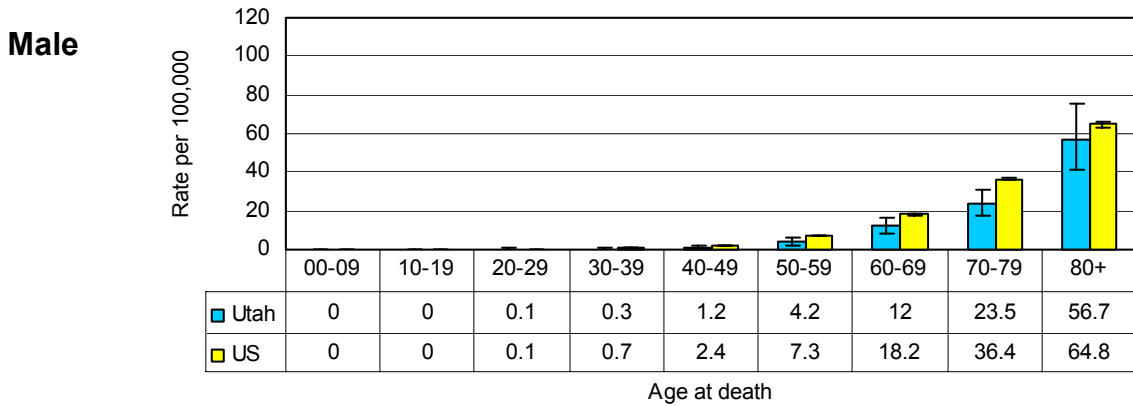 Male
Rate per 100,000
120
100
80
60
40
20
0
00-09 10-19 20-29 30-39 40-49 50-59 60-69 70-79 80+
Utah 0 0 0.1 0.3 1.2 4.2 12 23.5 56.7
US 0 0 0.1 0.7 2.4 7.3 18.2 36.4 64.8
Age at death